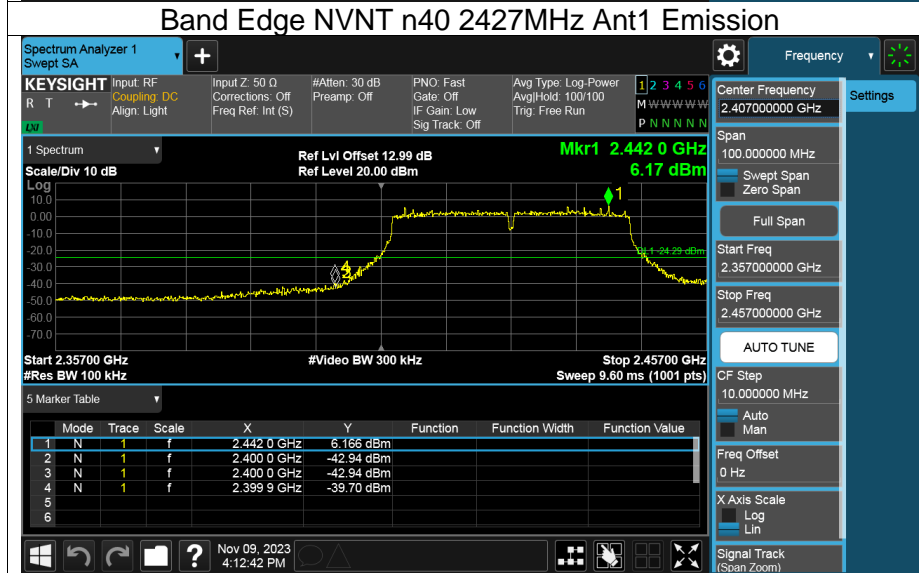 Band Edge NVNT n40 2427MHz Ant1 Emission
Spectrum Analyzer 1
Swept SA
+
Frequency
KEYSIGHT
R T
LXI
Input: RF
Coupling: DC
Align: Light
Input Z: 50 Ω
Corrections: Off
Freq Ref: Int (S)
#Atten: 30 dB
Preamp: Off
PNO: Fast
Gate: Off
IF Gain: Low
Sig Track: Off
Avg Type: Log-Power
Avg|Hold: 100/100
Trig: Free Run
1 2 3 4 5 6
M W W W W W
P N N N N N
1 Spectrum
Scale/Div 10 dB
Ref Lvl Offset 12.99 dB
Ref Level 20.00 dBm
Mkr1 2.442 0 GHz
6.17 dBm
Log
10.0
0.00
-10.0
-20.0
-30.0
-40.0
-50.0
-60.0
-70.0
1
DL1 -24.29 dBm
Start 2.35700 GHz
#Res BW 100 kHz
#Video BW 300 kHz
Stop 2.45700 GHz
Sweep 9.60 ms (1001 pts)
5 Marker Table
Mode Trace Scale X Y Function Function Width Function Value
1 N 1 f 2.442 0 GHz 6.166 dBm
2 N 1 f 2.400 0 GHz -42.94 dBm
3 N 1 f 2.400 0 GHz -42.94 dBm
4 N 1 f 2.399 9 GHz -39.70 dBm
5
6
?
Nov 09, 2023
4:12:42 PM
Center Frequency
2.407000000 GHz
Span
100.000000 MHz
Swept Span
Zero Span
Full Span
Start Freq
2.357000000 GHz
Stop Freq
2.457000000 GHz
AUTO TUNE
CF Step
10.000000 MHz
Auto
Man
Freq Offset
0 Hz
X Axis Scale
Log
Lin
Signal Track
(Span Zoom)
Settings